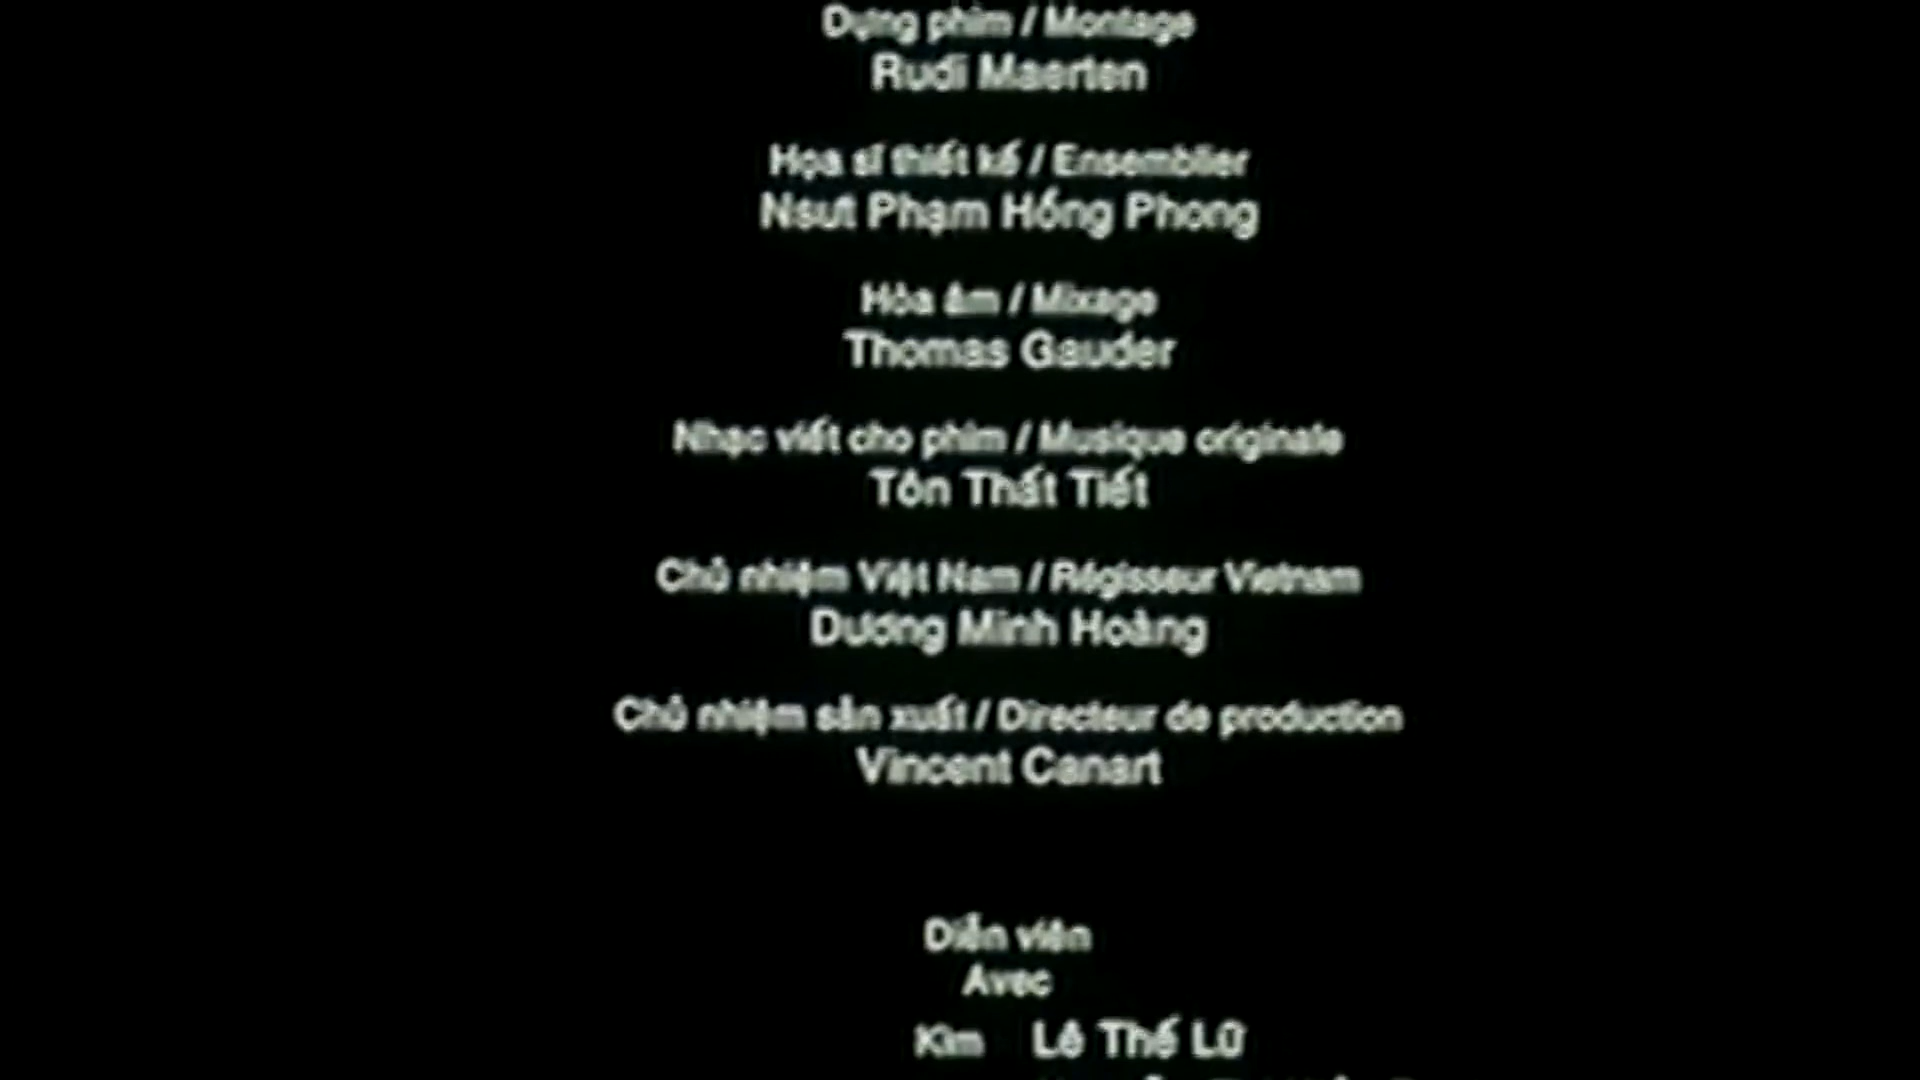 Dựng phim / Montage
Rudi Maerten
Họa sĩ thiết kế / Ensemblier
Nsut Phạm Hồng Phong
Hòa âm / Mixage
Thomas Gauder
Nhạc viết cho phim / Musique originale
Tôn Thất Tiết
Chủ nhiệm Việt Nam / Régisseur Vietnam
Dương Minh Hoàng
Chủ nhiệm sản xuất / Directeur de production
Vincent Canart
Diễn viên
Avec
Kìm Lê Thế Lữ